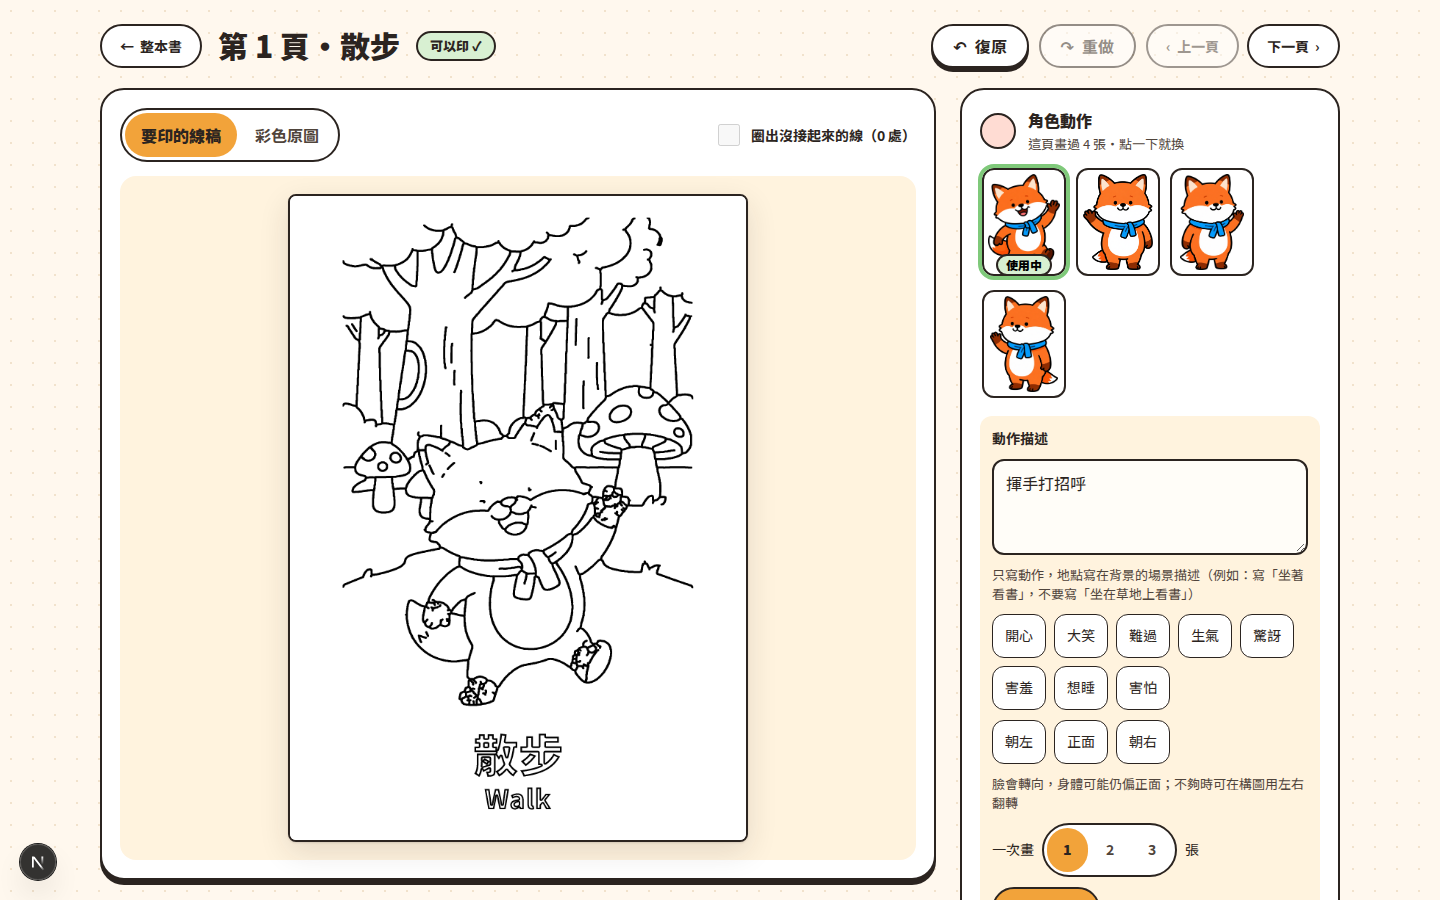 ← 整本書
第 1 頁・散步
可以印 ✓
↶ 復原
↷ 重做
‹ 上一頁
下一頁 ›
要印的線稿
彩色原圖
圈出沒接起來的線（0 處）
散步
Walk
N
角色動作
這頁畫過 4 張・點一下就換
使用中
動作描述
揮手打招呼
只寫動作，地點寫在背景的場景描述（例如：寫「坐著
看書」，不要寫「坐在草地上看書」）
開心 大笑 難過 生氣 驚訝
害羞 想睡 害怕
朝左 正面 朝右
臉會轉向，身體可能仍偏正面；不夠時可在構圖用左右
翻轉
一次畫 1 2 3 張